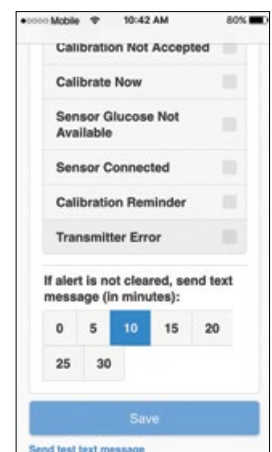 Mobile 10:42 AM 80%
Calibration Not Accepted
Calibrate Now
Sensor Glucose Not
Available
Sensor Connected
Calibration Reminder
Transmitter Error
If alert is not cleared, send text
message (in minutes):
0 5 10 15 20
25 30
Save
Send test text message